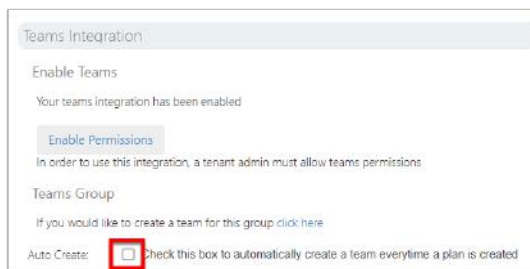 Teams Integration
Enable Teams
Your teams integration has been enabled
Enable Permissions
In order to use this integration, a tenant admin must allow teams permissions
Teams Group
If you would like to create a team for this group click here
Auto Create: Check this box to automatically create a team everytime a plan is created